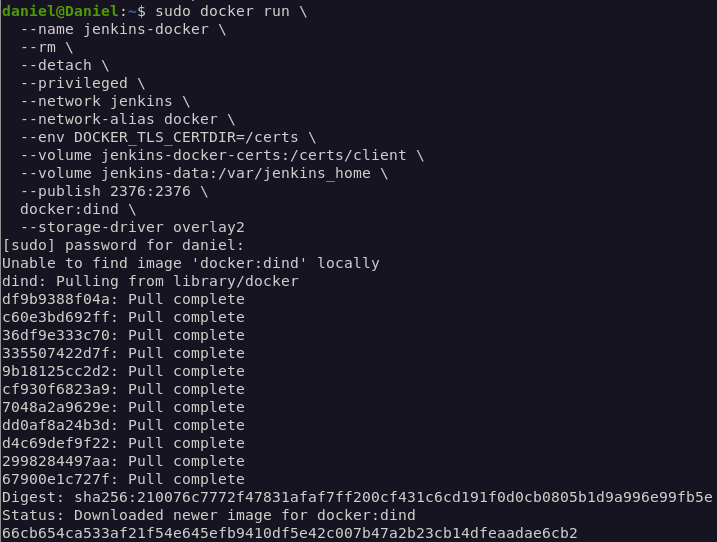 daniel@Daniel:~$ sudo docker run \
--name jenkins-docker \
--rm \
--detach \
--privileged \
--network jenkins \
--network-alias docker \
--env DOCKER_TLS_CERTDIR=/certs \
--volume jenkins-docker-certs:/certs/client \
--volume jenkins-data:/var/jenkins_home \
--publish 2376:2376 \
docker:dind \
--storage-driver overlay2
[sudo] password for daniel:
Unable to find image 'docker:dind' locally
dind: Pulling from library/docker
df9b9388f04a: Pull complete
c60e3bd692ff: Pull complete
36df9e333c70: Pull complete
335507422d7f: Pull complete
9b18125cc2d2: Pull complete
cf930f6823a9: Pull complete
7048a2a9629e: Pull complete
dd0af8a24b3d: Pull complete
d4c69def9f22: Pull complete
2998284497aa: Pull complete
67900e1c727f: Pull complete
Digest: sha256:210076c7772f47831afaf7ff200cf431c6cd191f0d0cb0805b1d9a996e99fb5e
Status: Downloaded newer image for docker:dind
66cb654ca533af21f54e645efb9410df5e42c007b47a2b23cb14dfeaadae6cb2